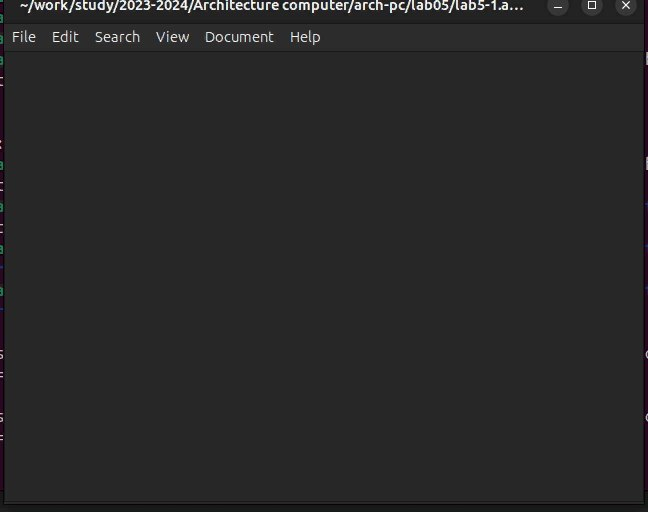 ~/work/study/2023-2024/Architecture computer/arch-pc/lab05/lab5-1.a...
File Edit Search View Document Help